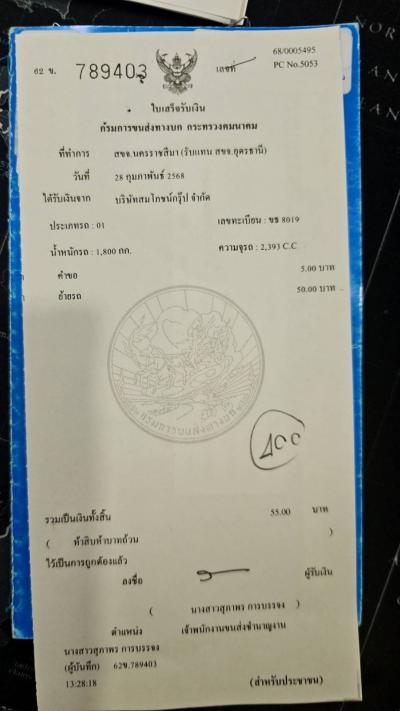 68/0005495
62 ข. 789403 เลขที่ PC No.5053
ใบเสร็จรับเงิน
กรมการขนส่งทางบก กระทรวงคมนาคม
ที่ทำการ สขจ.นครราชสีมา (รับแทน สขจ.อุดรธานี)
วันที่ 28 กุมภาพันธ์ 2568
ได้รับเงินจาก บริษัทสมโภชน์กรุ๊ป จำกัด
ประเภทรถ : 01 เลขทะเบียน : ขธ 8019
น้ำหนักรถ : 1,800 กก. ความจุรถ : 2,393 C.C
คำขอ 5.00 บาท
ย้ายรถ 50.00 บาท
กรมการขนส่งทางบก
400
รวมเป็นเงินทั้งสิ้น 55.00 บาท
( ห้าสิบห้าบาทถ้วน )
ไว้เป็นการถูกต้องแล้ว
ลงชื่อ ผู้รับเงิน
( นางสาวสุภาพร การบรรจง )
ตำแหน่ง เจ้าพนักงานขนส่งชำนาญงาน
นางสาวสุภาพร การบรรจง
(ผู้บันทึก) 62ข.789403
13:28:18 (สำหรับประชาชน)